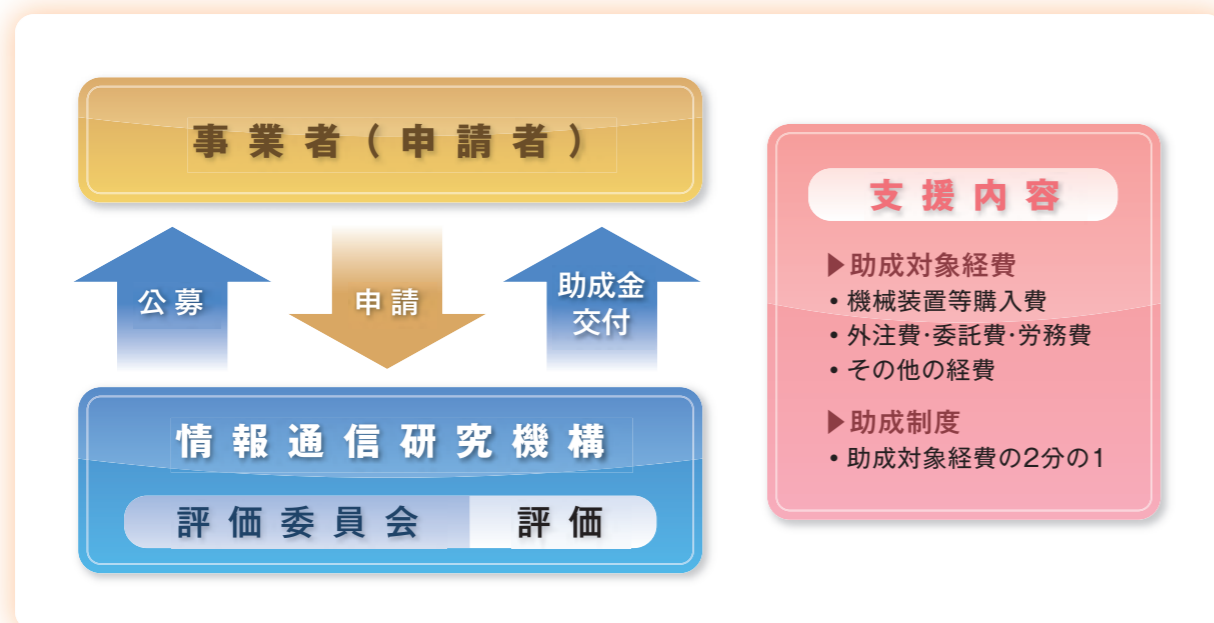 事業者(申請者)
公募
申請
助成金
交付
情報通信研究機構
評価委員会 評価
支援内容
▶助成対象経費
・機械装置等購入費
・外注費・委託費・労務費
・その他の経費
▶助成制度
・助成対象経費の2分の1